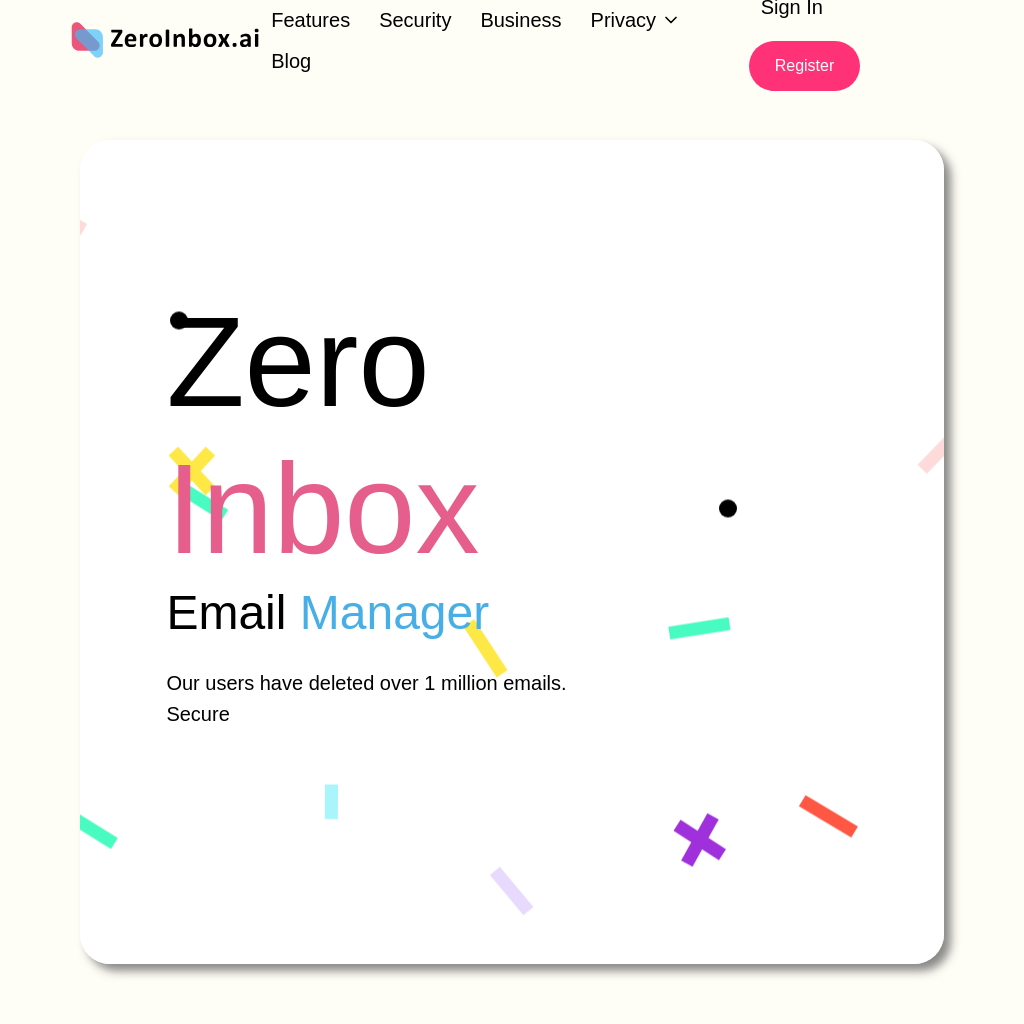 ZeroInbox.ai
Features Security Business Privacy
Blog
Sign In
Register
Zero
Inbox
Email Manager
Our users have deleted over 1 million emails.
Secure